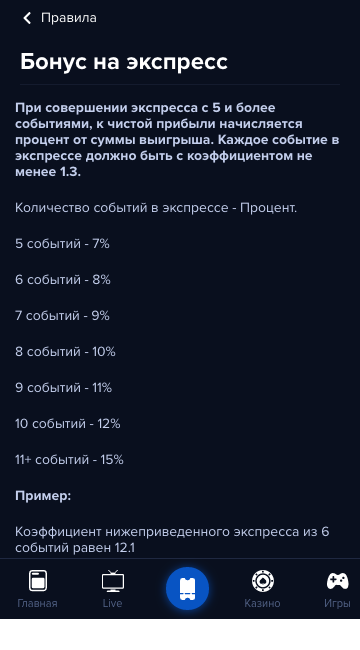 Правила
Бонус на экспресс
При совершении экспресса с 5 и более
событиями, к чистой прибыли начисляется
процент от суммы выигрыша. Каждое событие в
экспрессе должно быть с коэффициентом не
менее 1.3.
Количество событий в экспрессе - Процент.
5 событий - 7%
6 событий - 8%
7 событий - 9%
8 событий - 10%
9 событий - 11%
10 событий - 12%
11+ событий - 15%
Пример:
Коэффициент нижеприведенного экспресса из 6
событий равен 12.1
Главная
Live
Казино
Игры